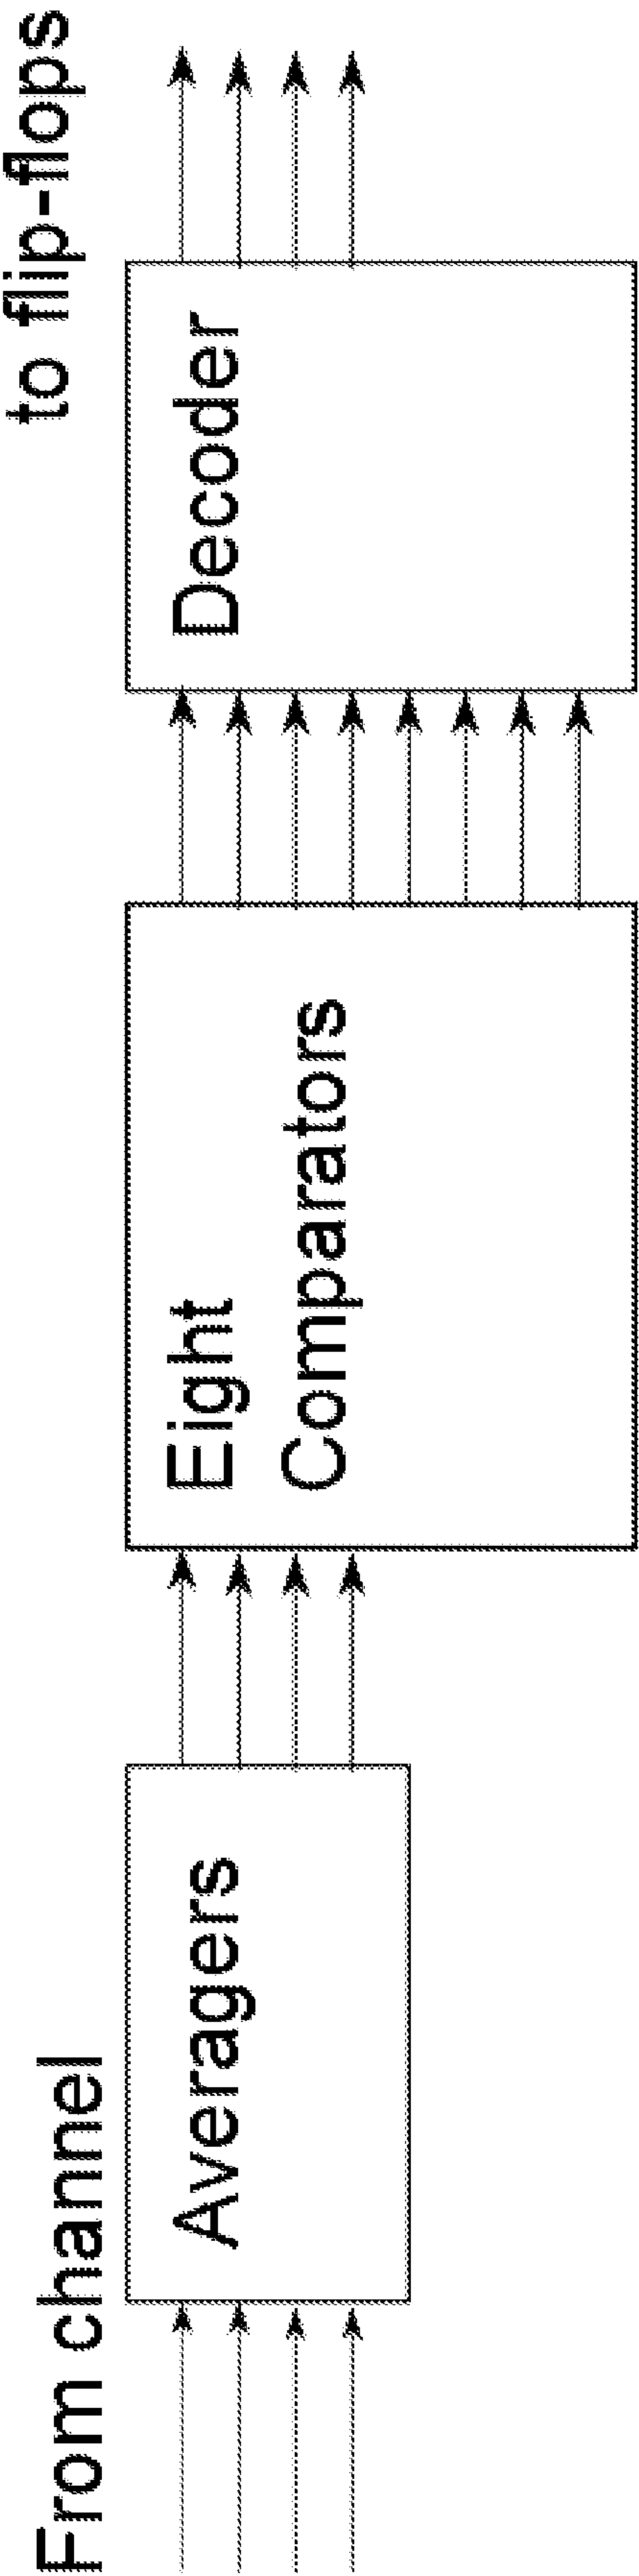 From channel
to flip-flops
Averagers
Eight
Comparators
Decoder